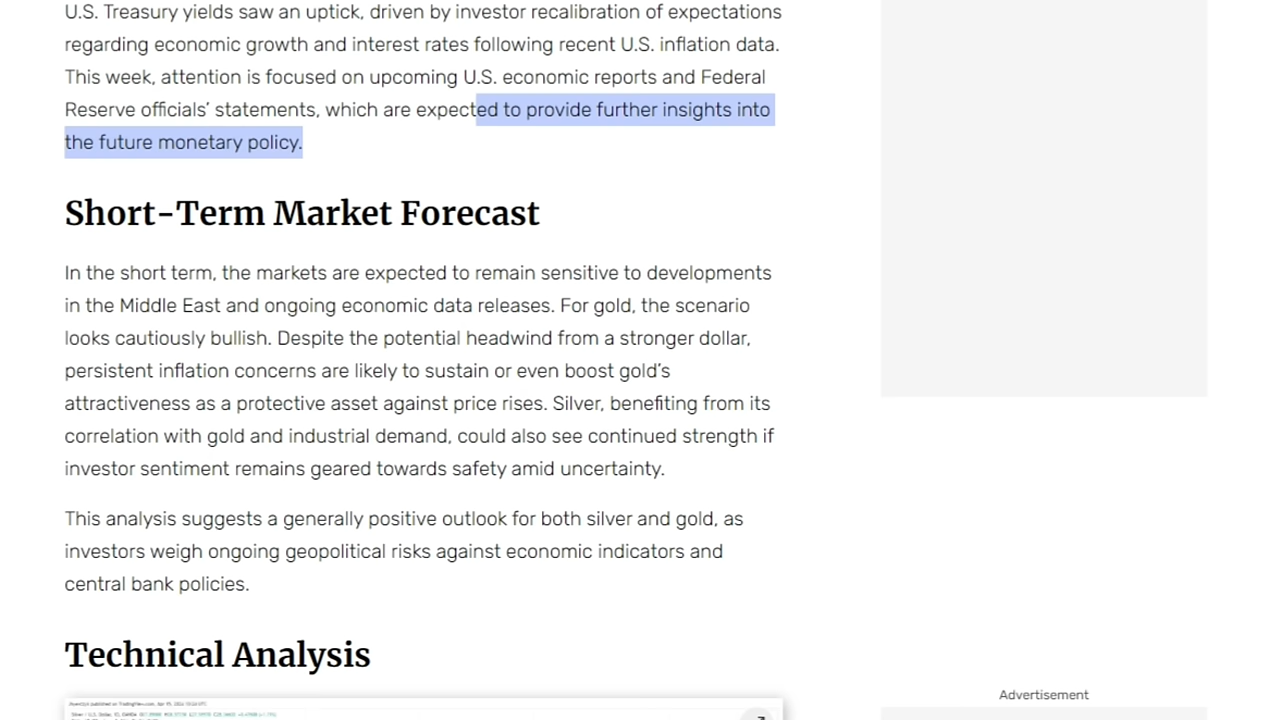 U.S. Treasury yields saw an uptick, driven by investor recalibration of expectations
regarding economic growth and interest rates following recent U.S. inflation data.
This week, attention is focused on upcoming U.S. economic reports and Federal
Reserve officials’ statements, which are expected to provide further insights into
the future monetary policy.
Short-Term Market Forecast
In the short term, the markets are expected to remain sensitive to developments
in the Middle East and ongoing economic data releases. For gold, the scenario
looks cautiously bullish. Despite the potential headwind from a stronger dollar,
persistent inflation concerns are likely to sustain or even boost gold’s
attractiveness as a protective asset against price rises. Silver, benefiting from its
correlation with gold and industrial demand, could also see continued strength if
investor sentiment remains geared towards safety amid uncertainty.
This analysis suggests a generally positive outlook for both silver and gold, as
investors weigh ongoing geopolitical risks against economic indicators and
central bank policies.
Technical Analysis
Advertisement